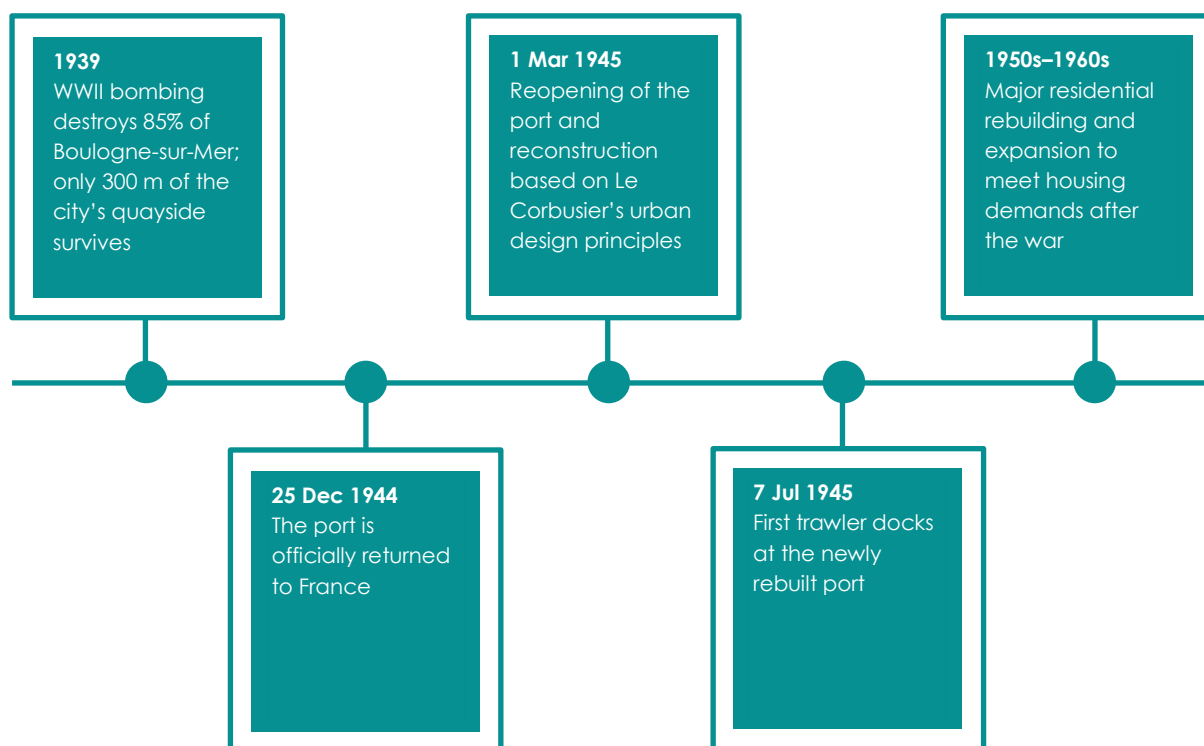 1939
WWII bombing
destroys 85% of
Boulogne-sur-Mer;
only 300 m of the
city’s quayside
survives
25 Dec 1944
The port is
officially returned
to France
1 Mar 1945
Reopening of the
port and
reconstruction
based on Le
Corbusier’s urban
design principles
7 Jul 1945
First trawler docks
at the newly
rebuilt port
1950s–1960s
Major residential
rebuilding and
expansion to
meet housing
demands after
the war